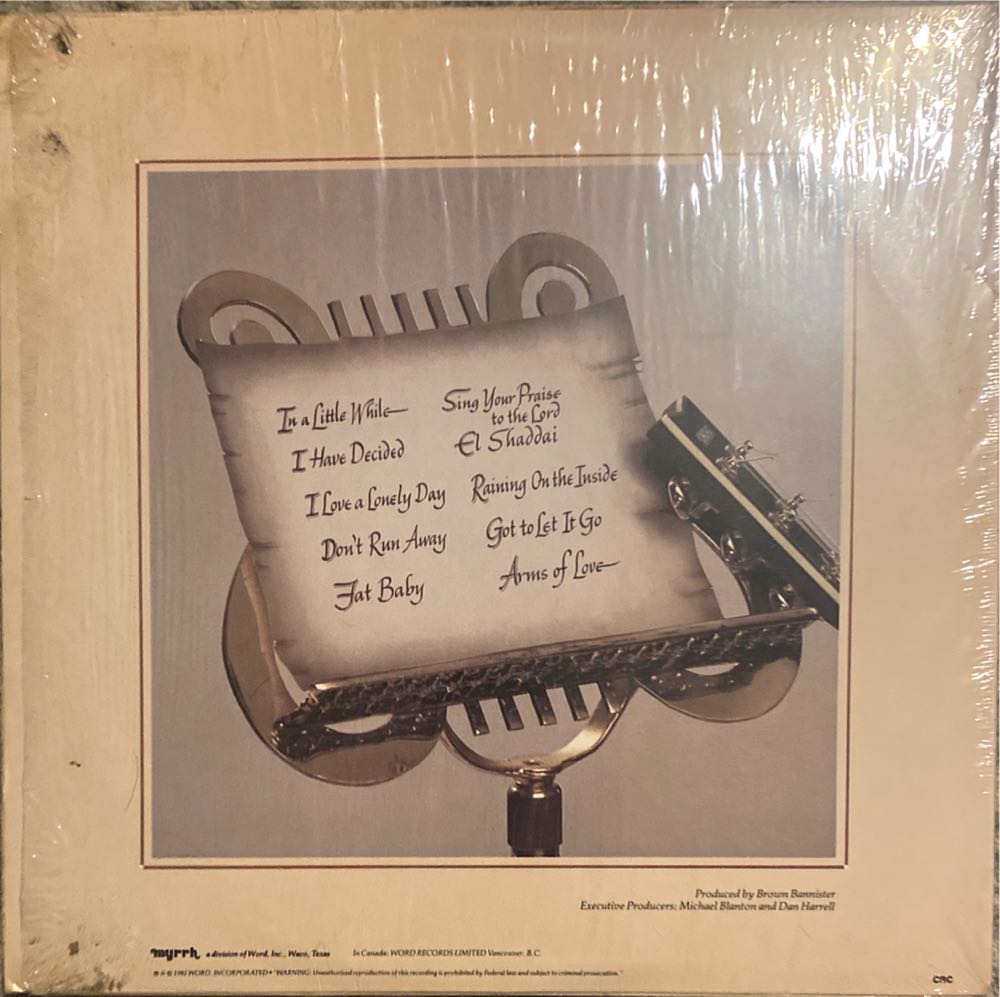 In a Little While
I Have Decided
I Love a Lonely Day
Don't Run Away
Fat Baby
Sing Your Praise
to the Lord
El Shaddai
Raining On the Inside
Got to Let It Go
Arms of Love
Produced by Brown Bannister
Executive Producers: Michael Blanton and Dan Harrell
myrrh a division of Word, Inc., Waco, Texas In Canada: WORD RECORDS LIMITED Vancouver, B.C.
WORD, INCORPORATED • "WARNING: Unauthorized reproduction of this recording is prohibited by Federal law and subject to criminal prosecution."
CRC